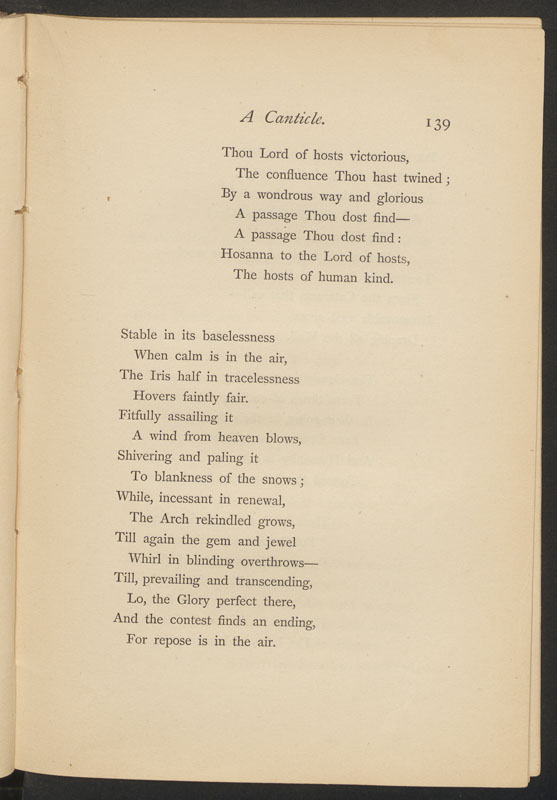 A Canticle. 139
Thou Lord of hosts victorious,
The confluence Thou hast twined ;
By a wondrous way and glorious
A passage Thou dost find—
A passage Thou dost find :
Hosanna to the Lord of hosts,
The hosts of human kind.
Stable in its baselessness
When calm is in the air,
The Iris half in tracelessness
Hovers faintly fair.
Fitfully assailing it
A wind from heaven blows,
Shivering and paling it
To blankness of the snows ;
While, incessant in renewal,
The Arch rekindled grows,
Till again the gem and jewel
Whirl in blinding overthrows—
Till, prevailing and transcending,
Lo, the Glory perfect there,
And the contest finds an ending,
For repose is in the air.